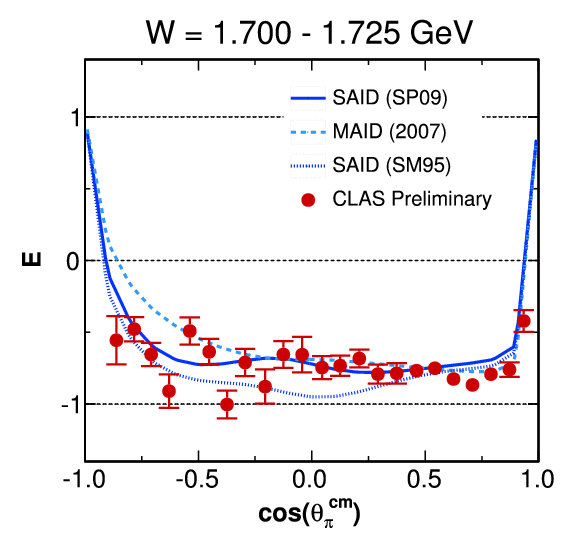 W = 1.700 - 1.725 GeV
SAID (SP09)
MAID (2007)
SAID (SM95)
CLAS Preliminary
E
1
0
-1
-1.0 -0.5 0.0 0.5 1.0
cos(θπcm)